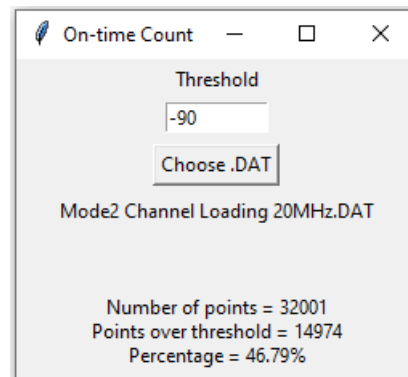 On-time Count
Threshold
-90
Choose .DAT
Mode2 Channel Loading 20MHz.DAT
Number of points = 32001
Points over threshold = 14974
Percentage = 46.79%